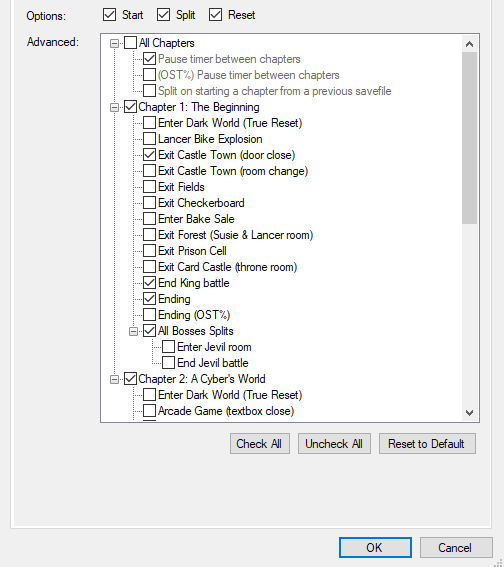 Options: Start Split Reset
Advanced:
All Chapters
Pause timer between chapters
(OST%) Pause timer between chapters
Split on starting a chapter from a previous savefile
Chapter 1: The Beginning
Enter Dark World (True Reset)
Lancer Bike Explosion
Exit Castle Town (door close)
Exit Castle Town (room change)
Exit Fields
Exit Checkerboard
Enter Bake Sale
Exit Forest (Susie & Lancer room)
Exit Prison Cell
Exit Card Castle (throne room)
End King battle
Ending
Ending (OST%)
All Bosses Splits
Enter Jevil room
End Jevil battle
Chapter 2: A Cyber's World
Enter Dark World (True Reset)
Arcade Game (textbox close)
Check All Uncheck All Reset to Default
OK Cancel